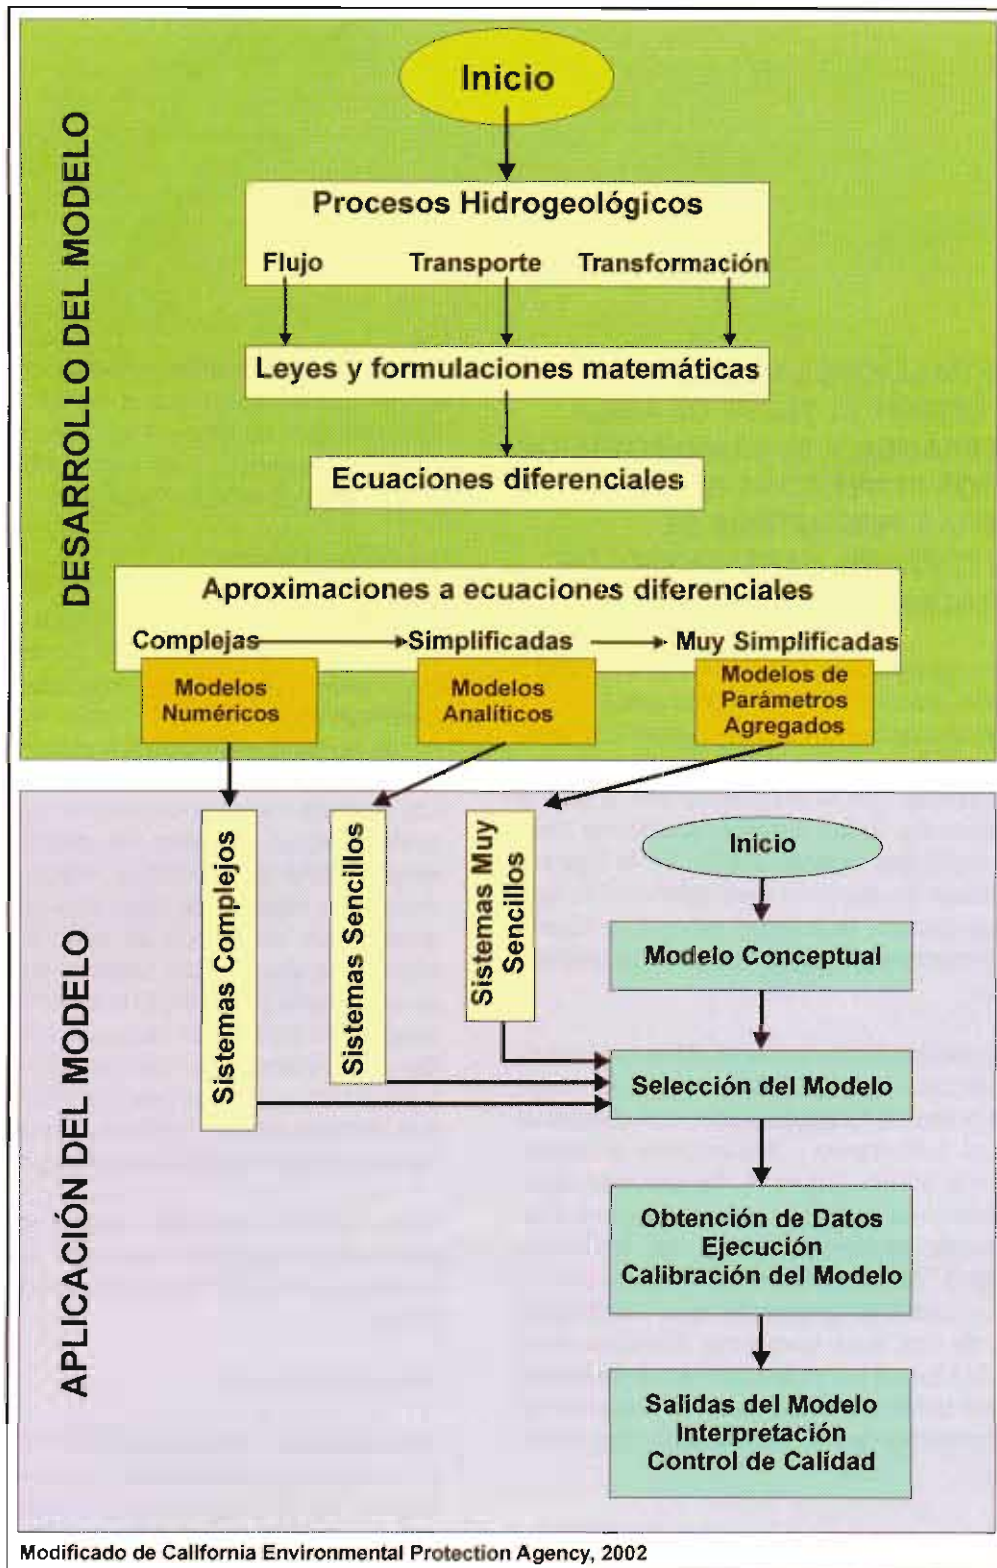 DESARROLLO DEL MODELO
Inicio
Procesos Hidrogeológicos
Flujo Transporte Transformación
Leyes y formulaciones matemáticas
Ecuaciones diferenciales
Aproximaciones a ecuaciones diferenciales
Complejas Simplificadas Muy Simplificadas
Modelos
Numéricos
Modelos
Analíticos
Modelos de
Parámetros
Agregados
APLICACIÓN DEL MODELO
Sistemas Complejos
Sistemas Sencillos
Sistemas Muy
Sencillos
Inicio
Modelo Conceptual
Selección del Modelo
Obtención de Datos
Ejecución
Calibración del Modelo
Salidas del Modelo
Interpretación
Control de Calidad
Modificado de California Environmental Protection Agency, 2002